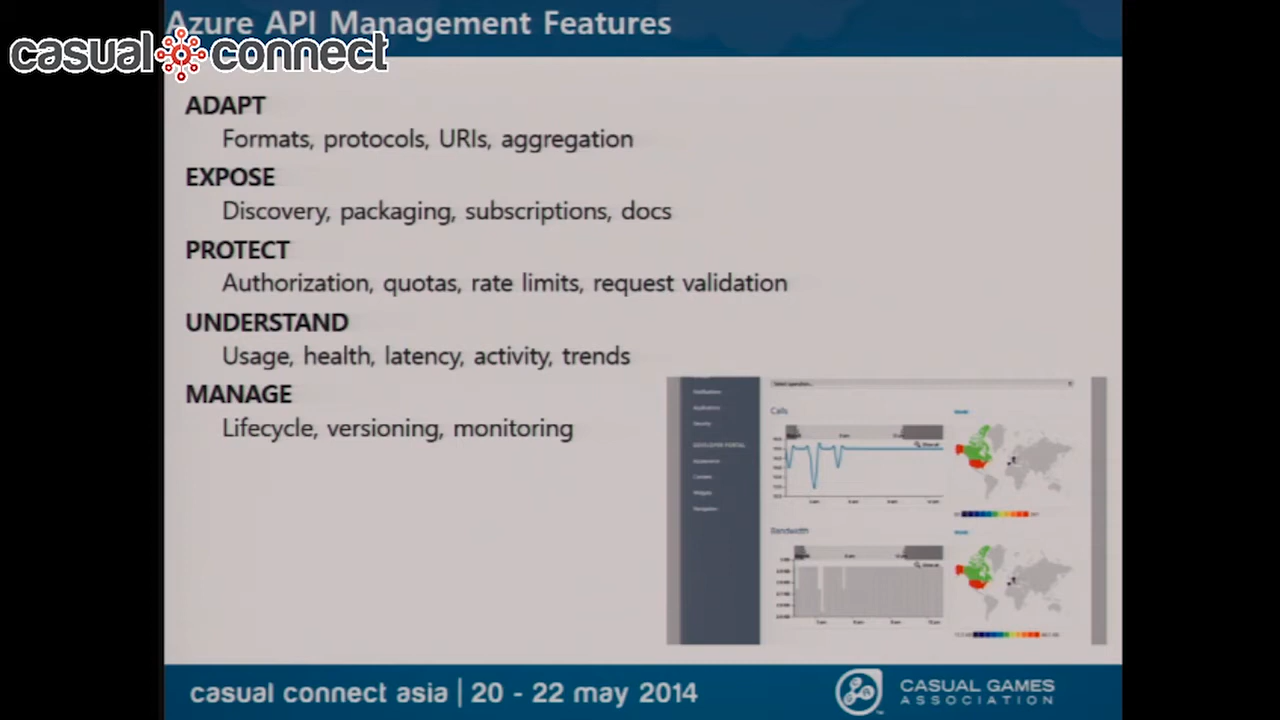 Azure API Management Features
casual connect
ADAPT
Formats, protocols, URIs, aggregation
EXPOSE
Discovery, packaging, subscriptions, docs
PROTECT
Authorization, quotas, rate limits, request validation
UNDERSTAND
Usage, health, latency, activity, trends
MANAGE
Lifecycle, versioning, monitoring
Calls
DEVELOPER PORTAL
Bandwidth
casual connect asia | 20 - 22 may 2014
CASUAL GAMES
ASSOCIATION